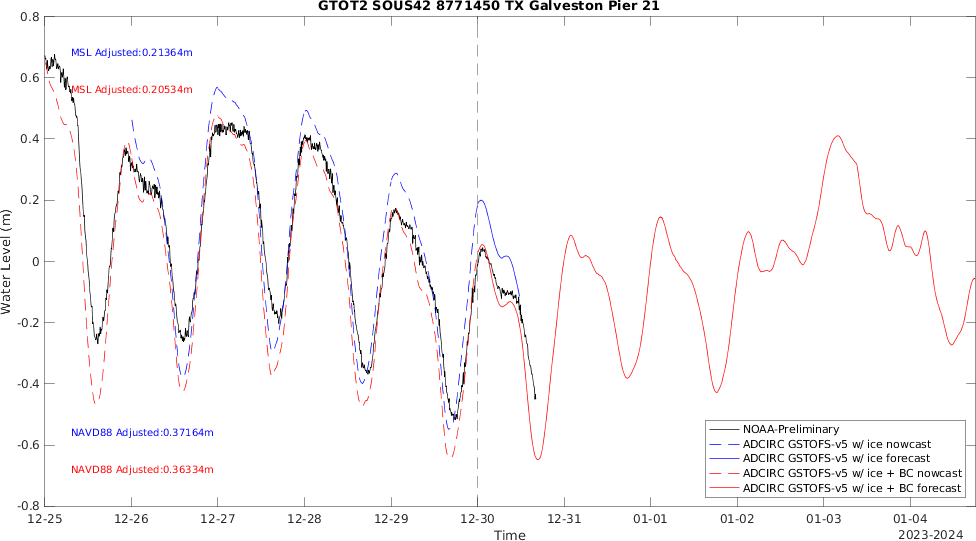 GTOT2 SOUS42 8771450 TX Galveston Pier 21
0.8
0.6
0.4
0.2
0
-0.2
-0.4
-0.6
-0.8
Water Level (m)
MSL Adjusted:0.21364m
MSL Adjusted:0.20534m
NAVD88 Adjusted:0.37164m
NAVD88 Adjusted:0.36334m
NOAA-Preliminary
ADCIRC GSTOFS-v5 w/ ice nowcast
ADCIRC GSTOFS-v5 w/ ice forecast
ADCIRC GSTOFS-v5 w/ ice + BC nowcast
ADCIRC GSTOFS-v5 w/ ice + BC forecast
12-25 12-26 12-27 12-28 12-29 12-30 12-31 01-01 01-02 01-03 01-04
Time
2023-2024